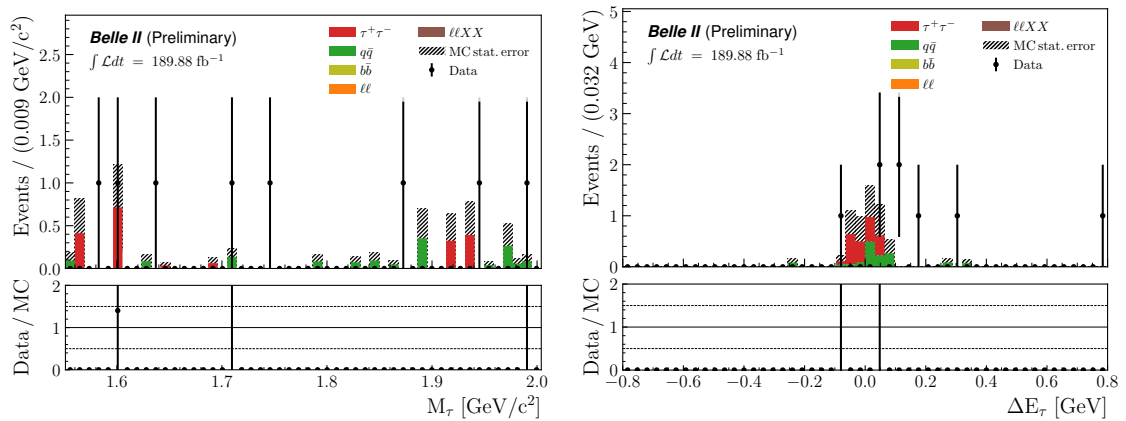 Belle II (Preliminary)
∫ ℒdt = 189.88 fb⁻¹
τ⁺τ⁻
qq̄
bb̄
ℓℓ
ℓℓXX
MC stat. error
Data
Events / (0.009 GeV/c²)
2.5
2.0
1.5
1.0
0.5
0.0
Data / MC
2
1
0
1.6
1.7
1.8
1.9
2.0
M_τ [GeV/c²]
Belle II (Preliminary)
∫ ℒdt = 189.88 fb⁻¹
τ⁺τ⁻
qq̄
bb̄
ℓℓ
ℓℓXX
MC stat. error
Data
Events / (0.032 GeV)
5
4
3
2
1
0
Data / MC
2
1
0
−0.8
−0.6
−0.4
−0.2
0.0
0.2
0.4
0.6
0.8
ΔE_τ [GeV]